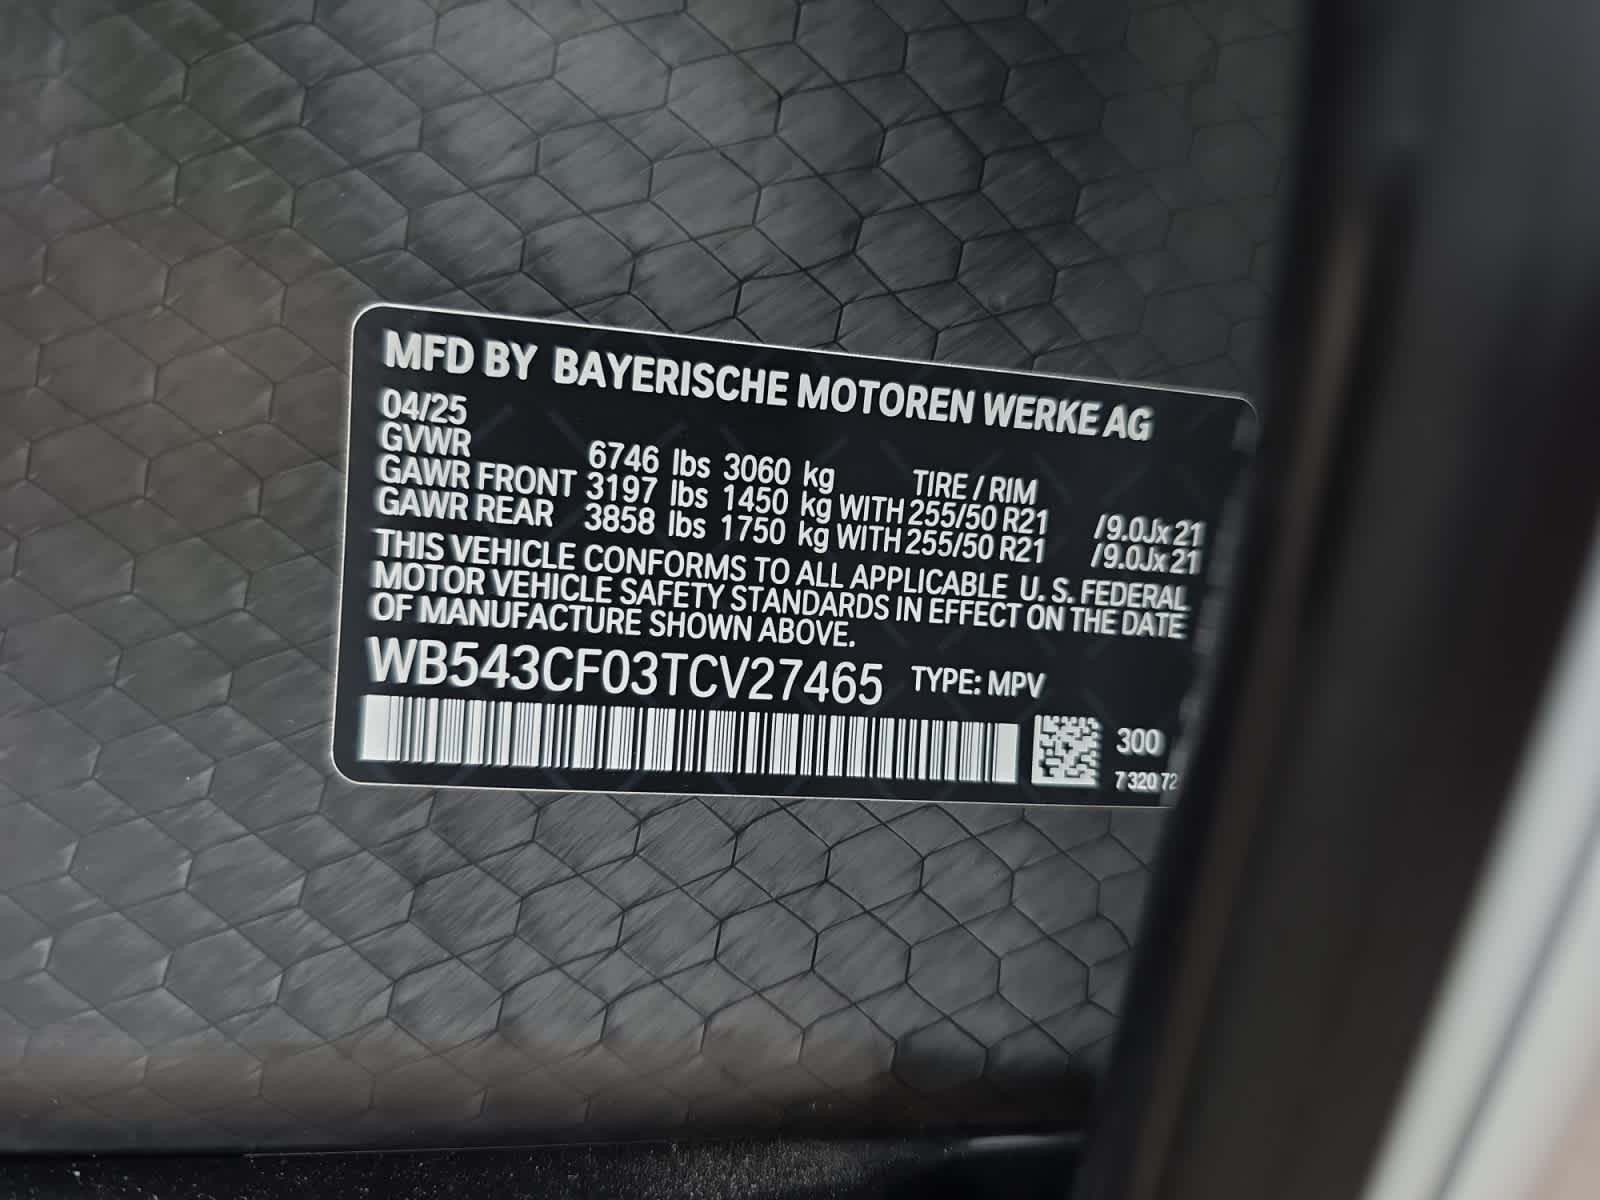 MFD BY BAYERISCHE MOTOREN WERKE AG
04/25
GVWR 6746 lbs 3060 kg TIRE / RIM
GAWR FRONT 3197 lbs 1450 kg WITH 255/50 R21 /9.0Jx 21
GAWR REAR 3858 lbs 1750 kg WITH 255/50 R21 /9.0Jx 21
THIS VEHICLE CONFORMS TO ALL APPLICABLE U. S. FEDERAL
MOTOR VEHICLE SAFETY STANDARDS IN EFFECT ON THE DATE
OF MANUFACTURE SHOWN ABOVE.
WB543CF03TCV27465 TYPE: MPV
300
7 320 72